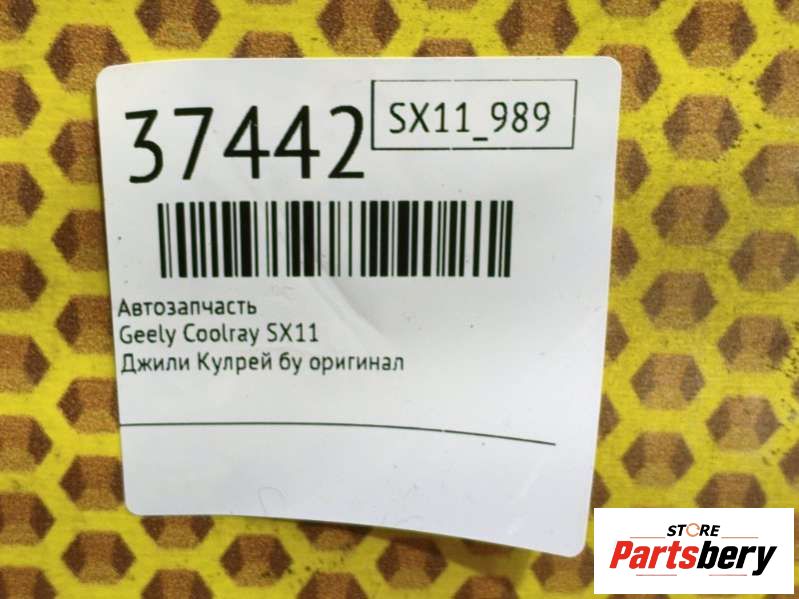 37442
SX11_989
Автозапчасть
Geely Coolray SX11
Джили Кулрей бу оригинал
STORE
Partsbery